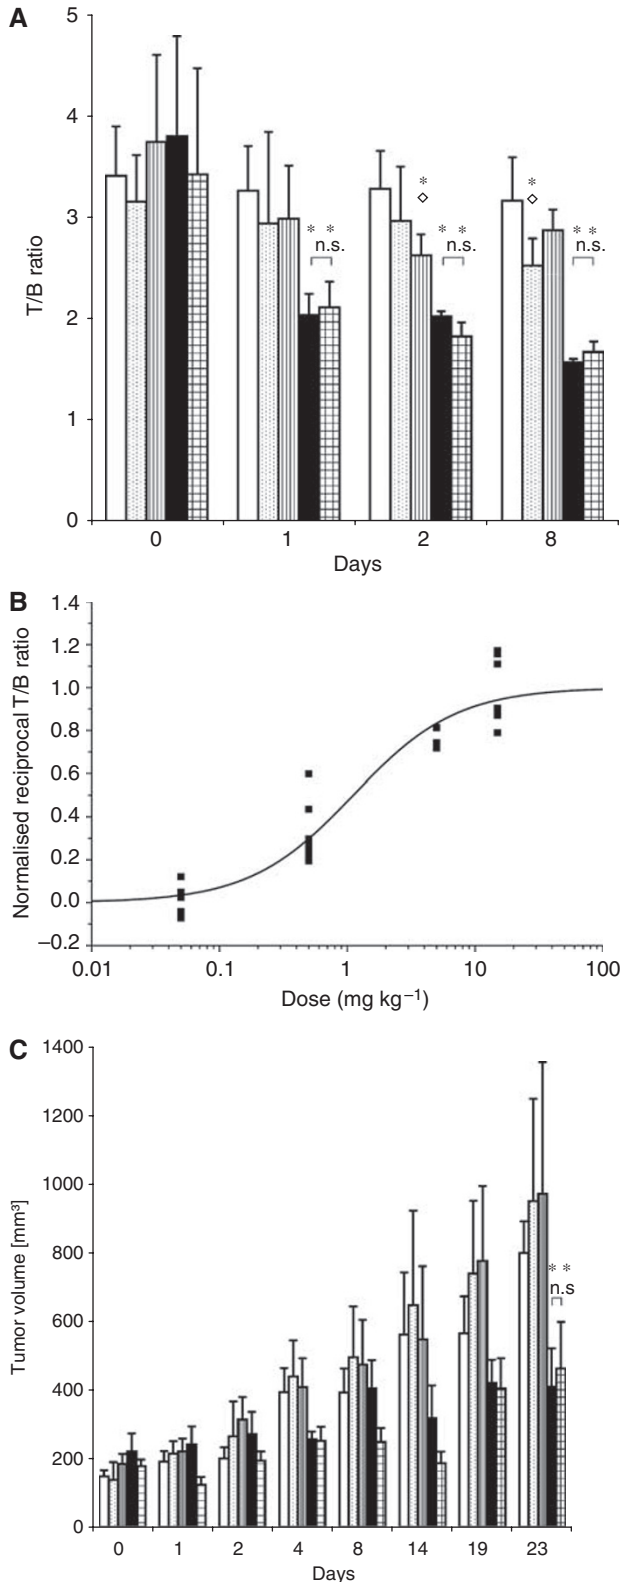 A
5
4
3
2
1
0
T/B ratio
* *
n.s.
*
◇
* *
n.s.
*
◇
* *
n.s.
0 1 2 8
Days
B
1.4
1.2
1.0
0.8
0.6
0.4
0.2
0.0
–0.2
Normalised reciprocal T/B ratio
0.01 0.1 1 10 100
Dose (mg kg–1)
C
1400
1200
1000
800
600
400
200
0
Tumor volume [mm³]
* *
n.s
0 1 2 4 8 14 19 23
Days